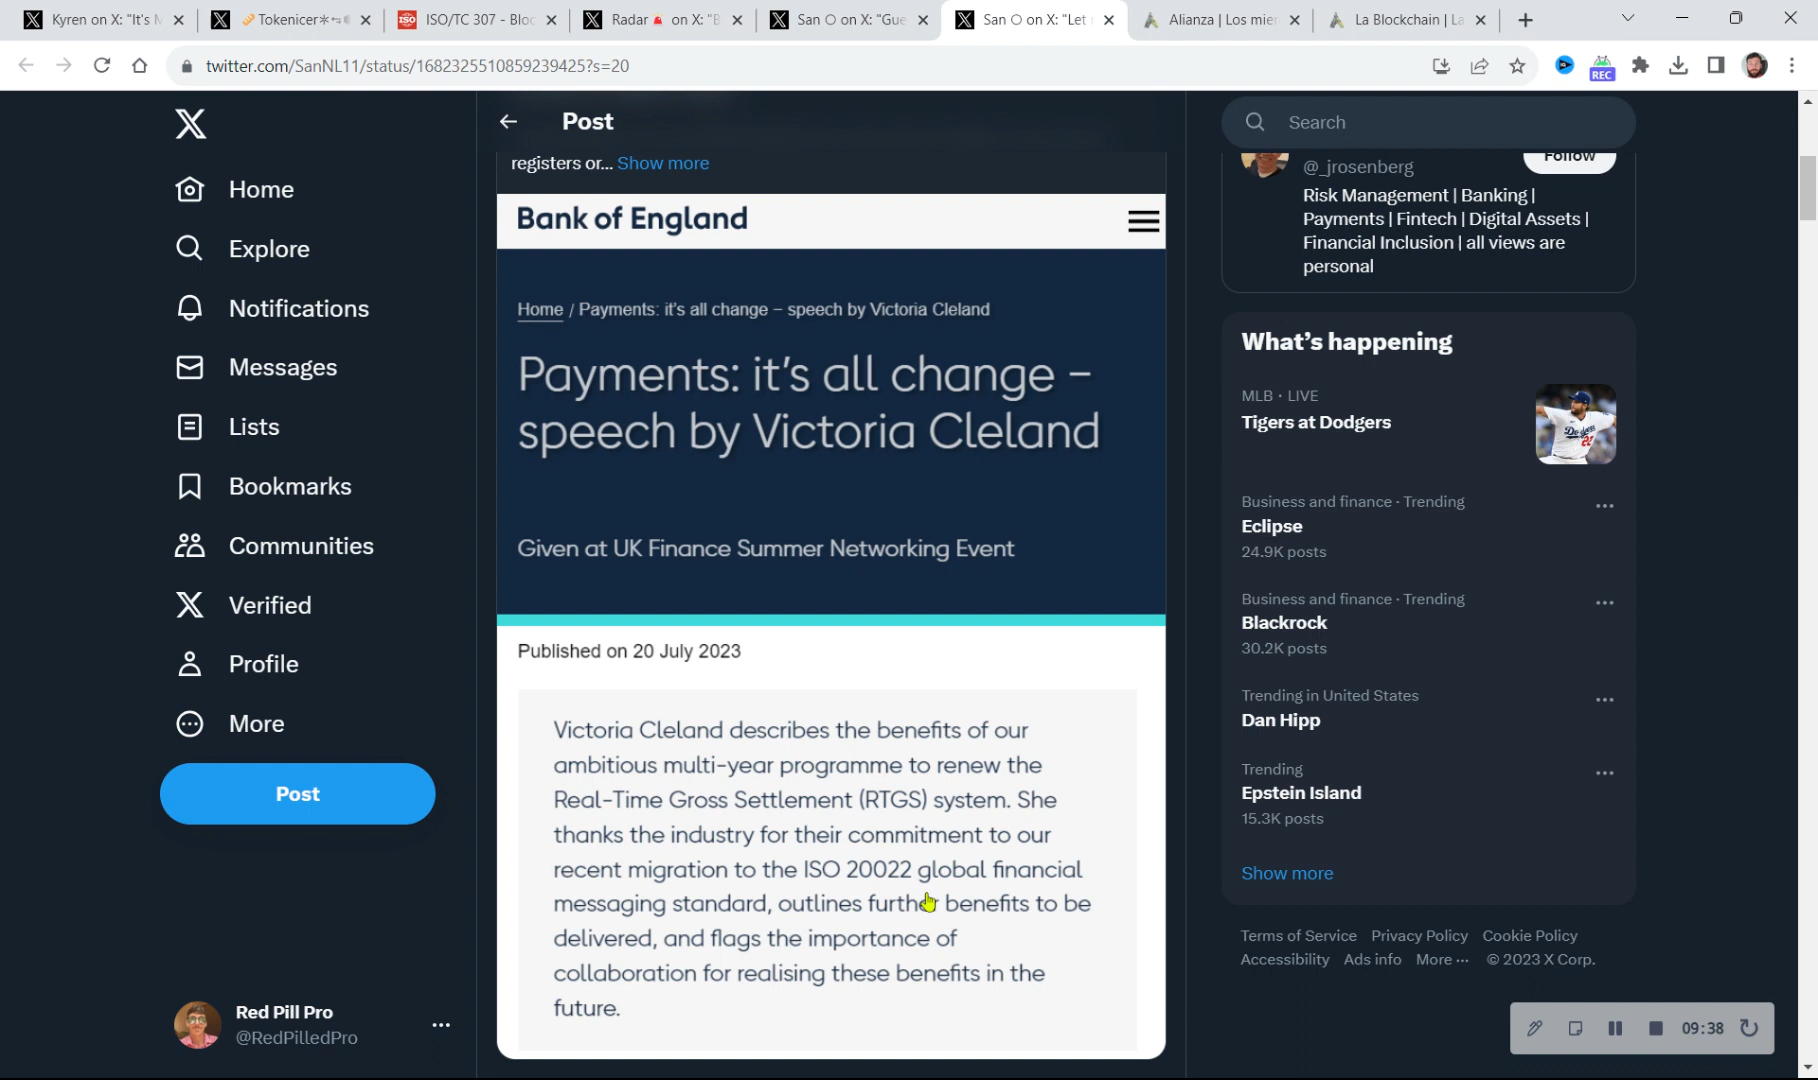 Kyren on X: "It's M
Tokenicer
ISO/TC 307 - Bloc
Radar on X: "B
San O on X: "Gue
San O on X: "Let
Alianza | Los mier
La Blockchain | La
twitter.com/SanNL11/status/1682325510859239425?s=20
REC
Home
Explore
Notifications
Messages
Lists
Bookmarks
Communities
Verified
Profile
More
Post
Red Pill Pro
@RedPilledPro
Post
registers or... Show more
Bank of England
Home / Payments: it's all change – speech by Victoria Cleland
Payments: it's all change –
speech by Victoria Cleland
Given at UK Finance Summer Networking Event
Published on 20 July 2023
Victoria Cleland describes the benefits of our
ambitious multi-year programme to renew the
Real-Time Gross Settlement (RTGS) system. She
thanks the industry for their commitment to our
recent migration to the ISO 20022 global financial
messaging standard, outlines further benefits to be
delivered, and flags the importance of
collaboration for realising these benefits in the
future.
Search
@_jrosenberg
Follow
Risk Management | Banking |
Payments | Fintech | Digital Assets |
Financial Inclusion | all views are
personal
What's happening
MLB · LIVE
Tigers at Dodgers
Business and finance · Trending
Eclipse
24.9K posts
Business and finance · Trending
Blackrock
30.2K posts
Trending in United States
Dan Hipp
Trending
Epstein Island
15.3K posts
Show more
Terms of Service Privacy Policy Cookie Policy
Accessibility Ads info More ··· © 2023 X Corp.
09:38